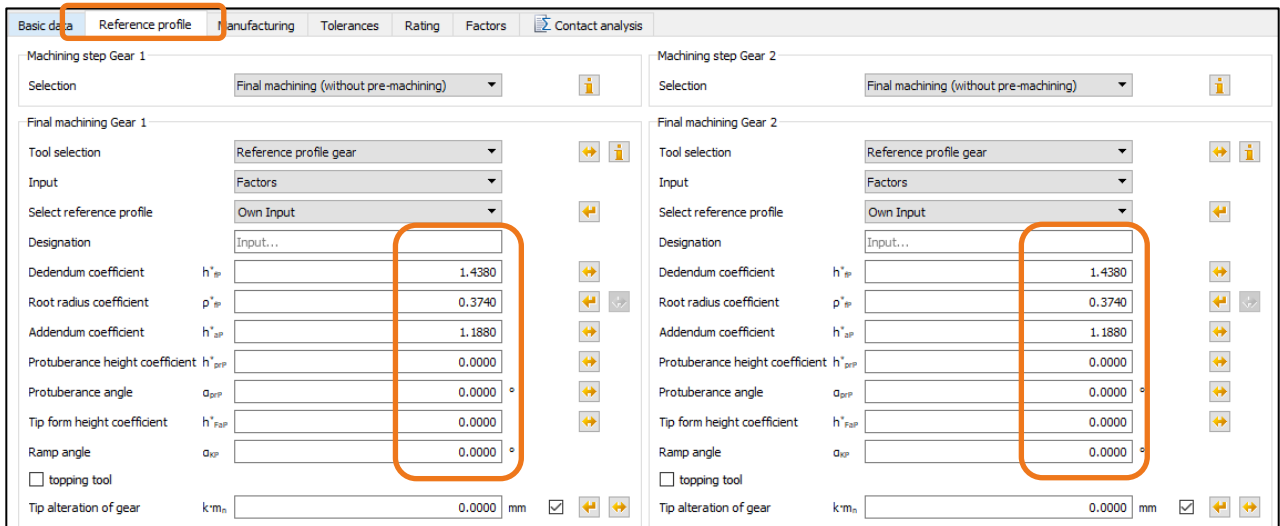 Basic data Reference profile Manufacturing Tolerances Rating Factors Contact analysis
Machining step Gear 1
Selection Final machining (without pre-machining)
Final machining Gear 1
Tool selection Reference profile gear
Input Factors
Select reference profile Own Input
Designation Input...
Dedendum coefficient h*fP 1.4380
Root radius coefficient ρ*fP 0.3740
Addendum coefficient h*aP 1.1880
Protuberance height coefficient h*prP 0.0000
Protuberance angle αprP 0.0000 °
Tip form height coefficient h*FaP 0.0000
Ramp angle αKP 0.0000 °
topping tool
Tip alteration of gear k·mn 0.0000 mm
Machining step Gear 2
Selection Final machining (without pre-machining)
Final machining Gear 2
Tool selection Reference profile gear
Input Factors
Select reference profile Own Input
Designation Input...
Dedendum coefficient h*fP 1.4380
Root radius coefficient ρ*fP 0.3740
Addendum coefficient h*aP 1.1880
Protuberance height coefficient h*prP 0.0000
Protuberance angle αprP 0.0000 °
Tip form height coefficient h*FaP 0.0000
Ramp angle αKP 0.0000 °
topping tool
Tip alteration of gear k·mn 0.0000 mm